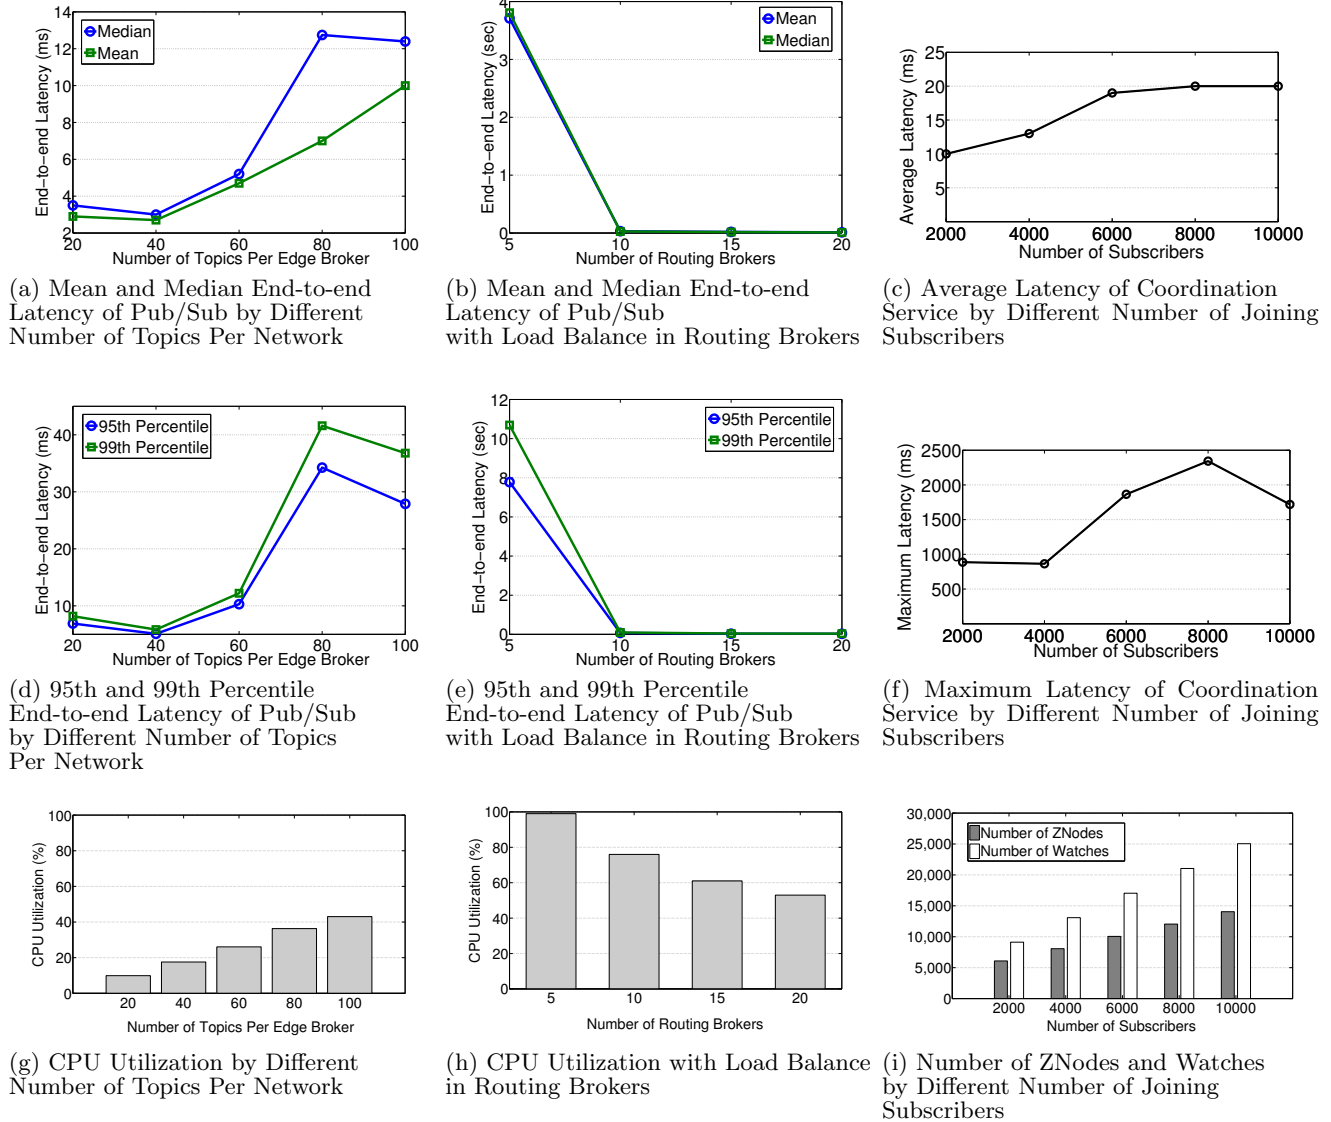 14
12
10
8
6
4
2
End−to−end Latency (ms)
Median
Mean
20 40 60 80 100
Number of Topics Per Edge Broker
(a) Mean and Median End-to-end
Latency of Pub/Sub by Different
Number of Topics Per Network
4
3
2
1
0
End−to−end Latency (sec)
Mean
Median
5 10 15 20
Number of Routing Brokers
(b) Mean and Median End-to-end
Latency of Pub/Sub
with Load Balance in Routing Brokers
25
20
15
10
5
Average Latency (ms)
2000 4000 6000 8000 10000
Number of Subscribers
(c) Average Latency of Coordination
Service by Different Number of Joining
Subscribers
40
30
20
10
End−to−end Latency (ms)
95th Percentile
99th Percentile
20 40 60 80 100
Number of Topics Per Edge Broker
(d) 95th and 99th Percentile
End-to-end Latency of Pub/Sub
by Different Number of Topics
Per Network
12
10
8
6
4
2
0
End−to−end Latency (sec)
95th Percentile
99th Percentile
5 10 15 20
Number of Routing Brokers
(e) 95th and 99th Percentile
End-to-end Latency of Pub/Sub
with Load Balance in Routing Brokers
2500
2000
1500
1000
500
Maximum Latency (ms)
2000 4000 6000 8000 10000
Number of Subscribers
(f) Maximum Latency of Coordination
Service by Different Number of Joining
Subscribers
100
80
60
40
20
0
CPU Utilization (%)
20 40 60 80 100
Number of Topics Per Edge Broker
(g) CPU Utilization by Different
Number of Topics Per Network
100
80
60
40
20
0
CPU Utilization (%)
5 10 15 20
Number of Routing Brokers
(h) CPU Utilization with Load Balance
in Routing Brokers
30,000
25,000
20,000
15,000
10,000
5,000
0
Number of ZNodes
Number of Watches
2000 4000 6000 8000 10000
Number of Subscribers
(i) Number of ZNodes and Watches
by Different Number of Joining
Subscribers